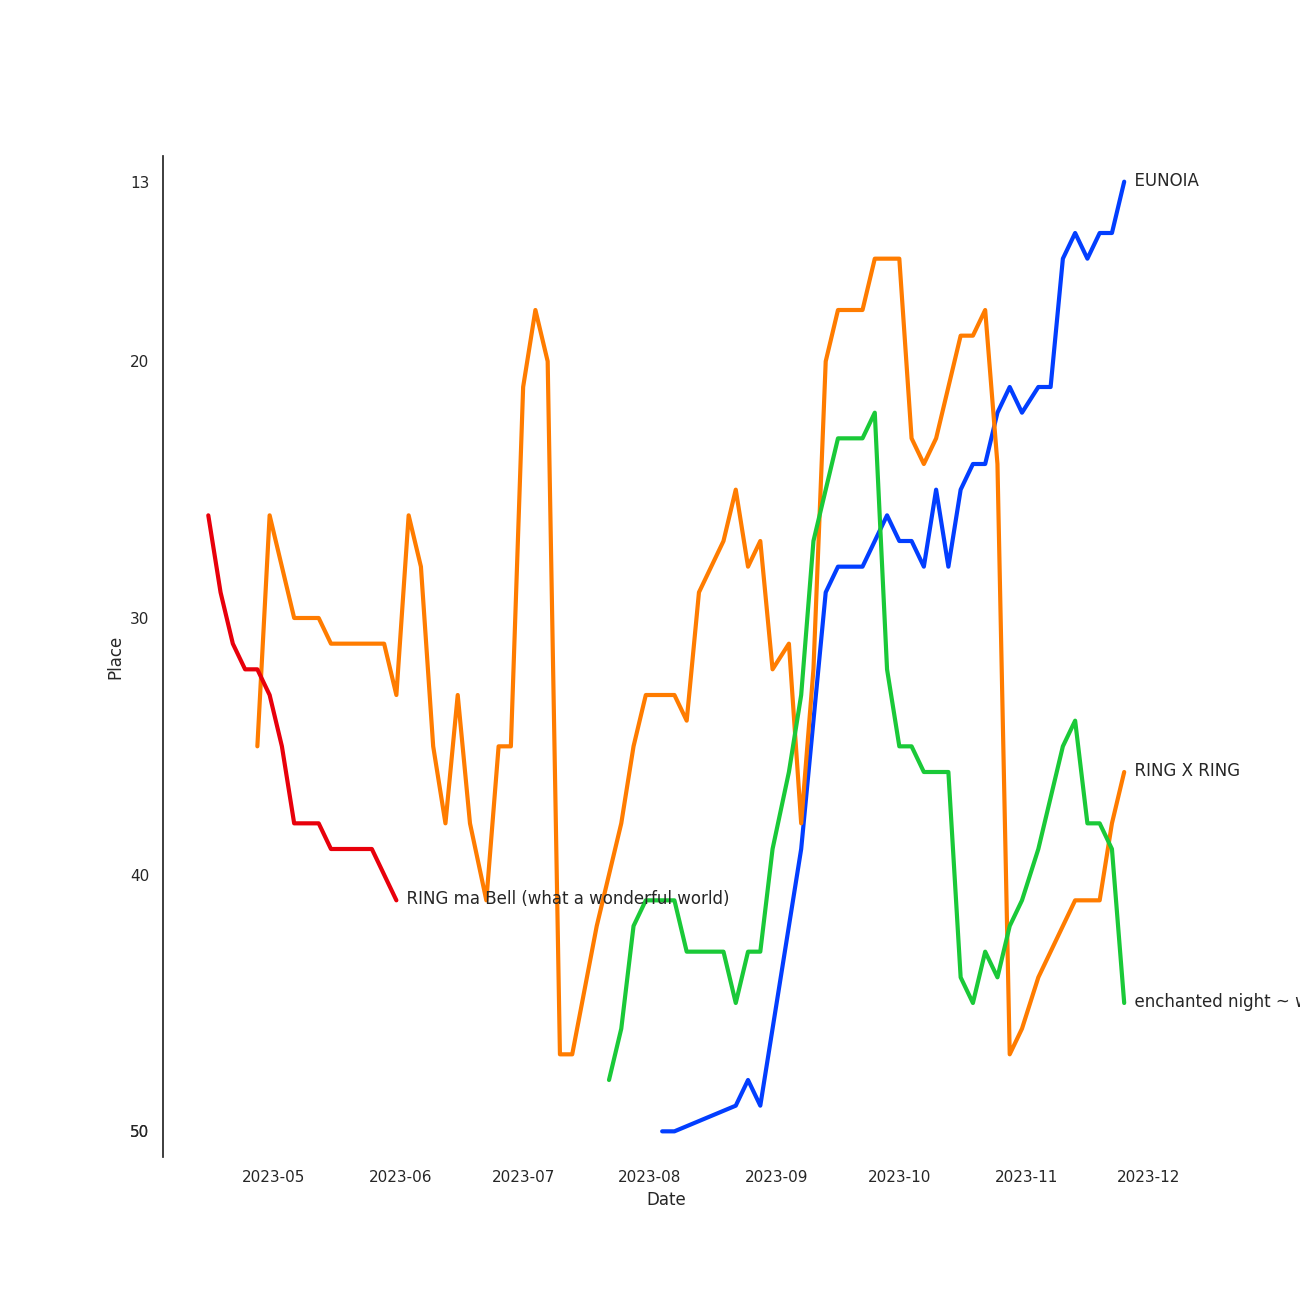 13
EUNOIA
20
30
Place
RING X RING
40
RING ma Bell (what a wonderful world)
enchanted night ~
50
2023-05 2023-06 2023-07 2023-08 2023-09 2023-10 2023-11 2023-12
Date